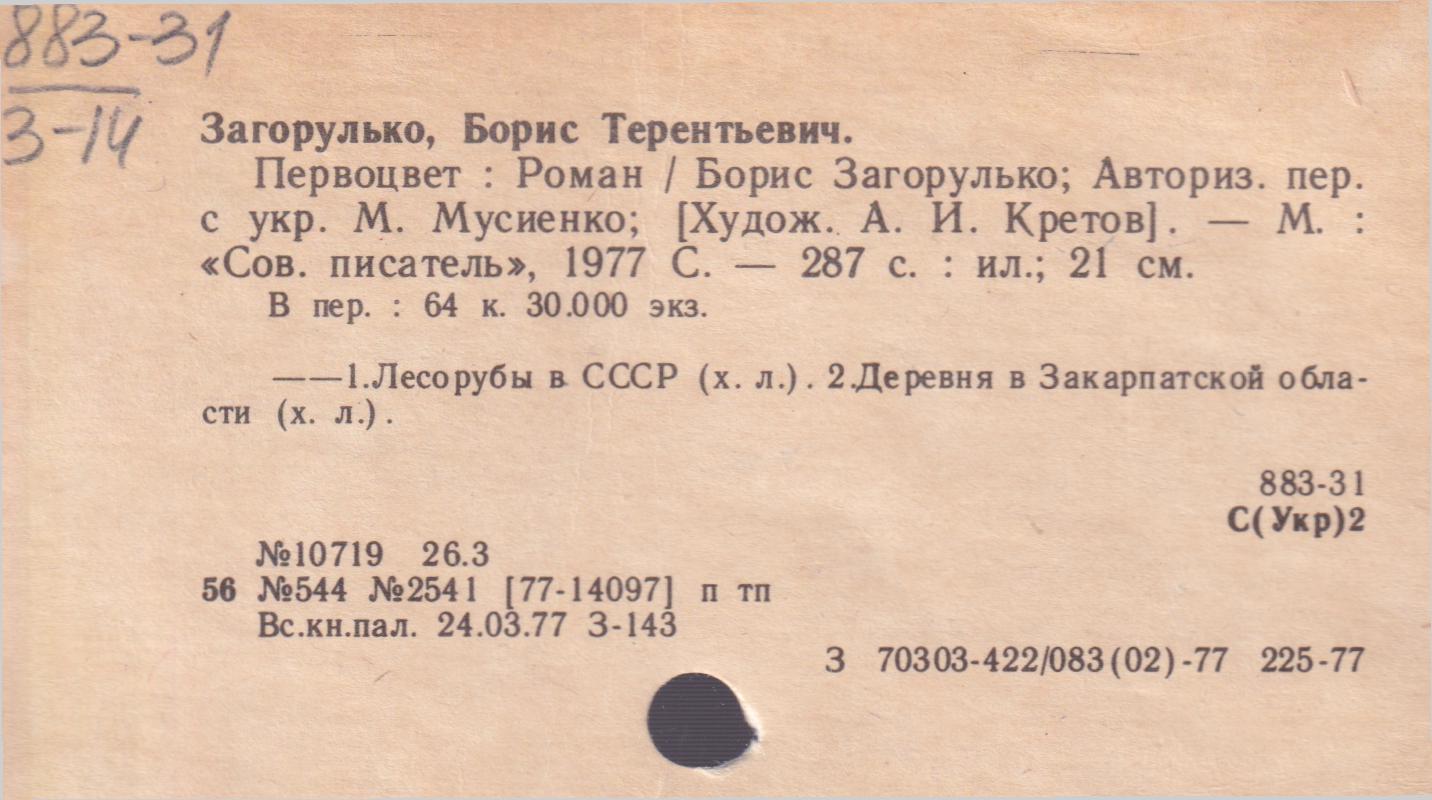 883-31
З-14
Загорулько, Борис Терентьевич.
Первоцвет : Роман / Борис Загорулько; Авториз. пер.
с укр. М. Мусиенко; [Худож. А. И. Кретов]. — М. :
«Сов. писатель», 1977 С. — 287 с. : ил.; 21 см.
В пер. : 64 к. 30.000 экз.
——1.Лесорубы в СССР (х. л.). 2.Деревня в Закарпатской обла-
сти (х. л.).
883-31
С(Укр)2
№10719 26.3
56 №544 №2541 [77-14097] п тп
Вс.кн.пал. 24.03.77 З-143
З 70303-422/083(02)-77 225-77